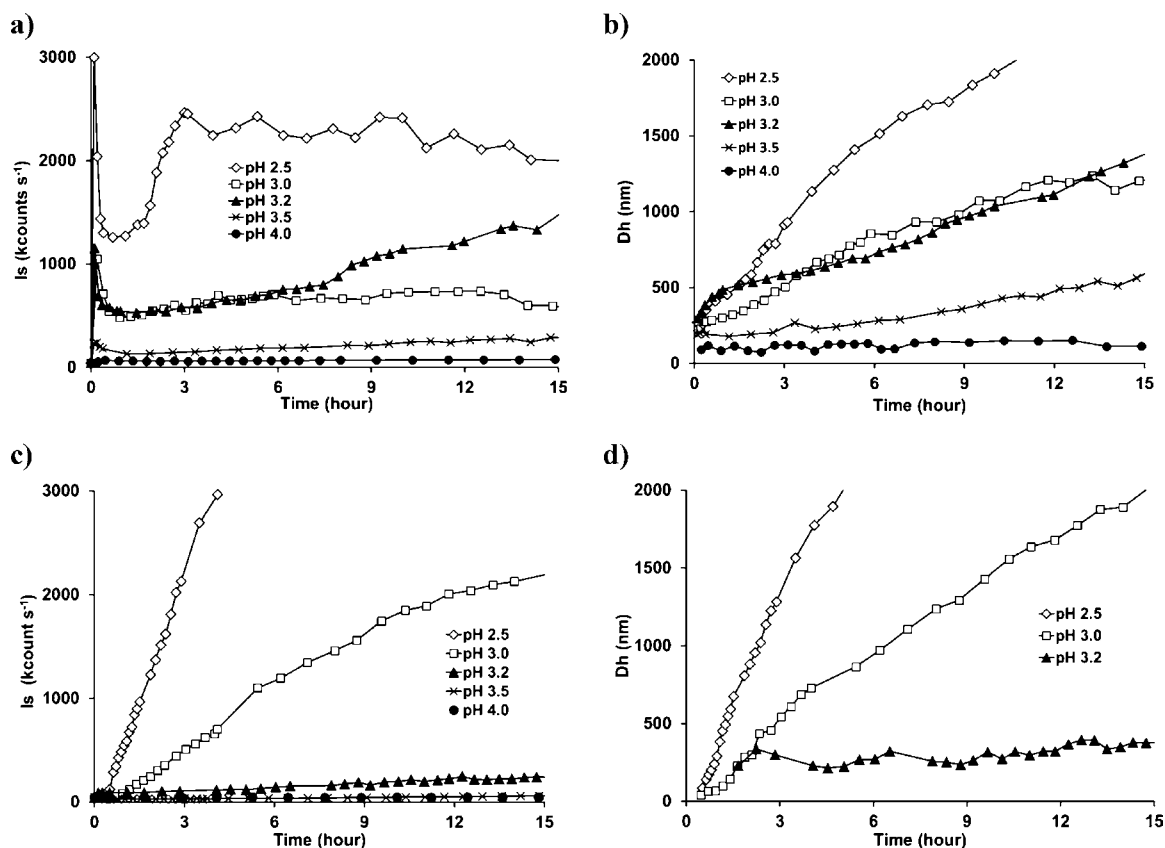 a)
3000
2000
1000
0
Is (kcounts s⁻¹)
pH 2.5
pH 3.0
pH 3.2
pH 3.5
pH 4.0
0 3 6 9 12 15
Time (hour)
b)
2000
1500
1000
500
0
Dh (nm)
pH 2.5
pH 3.0
pH 3.2
pH 3.5
pH 4.0
0 3 6 9 12 15
Time (hour)
c)
3000
2000
1000
0
Is (kcount s⁻¹)
pH 2.5
pH 3.0
pH 3.2
pH 3.5
pH 4.0
0 3 6 9 12 15
Time (hour)
d)
2000
1500
1000
500
0
Dh (nm)
pH 2.5
pH 3.0
pH 3.2
0 3 6 9 12 15
Time (hour)